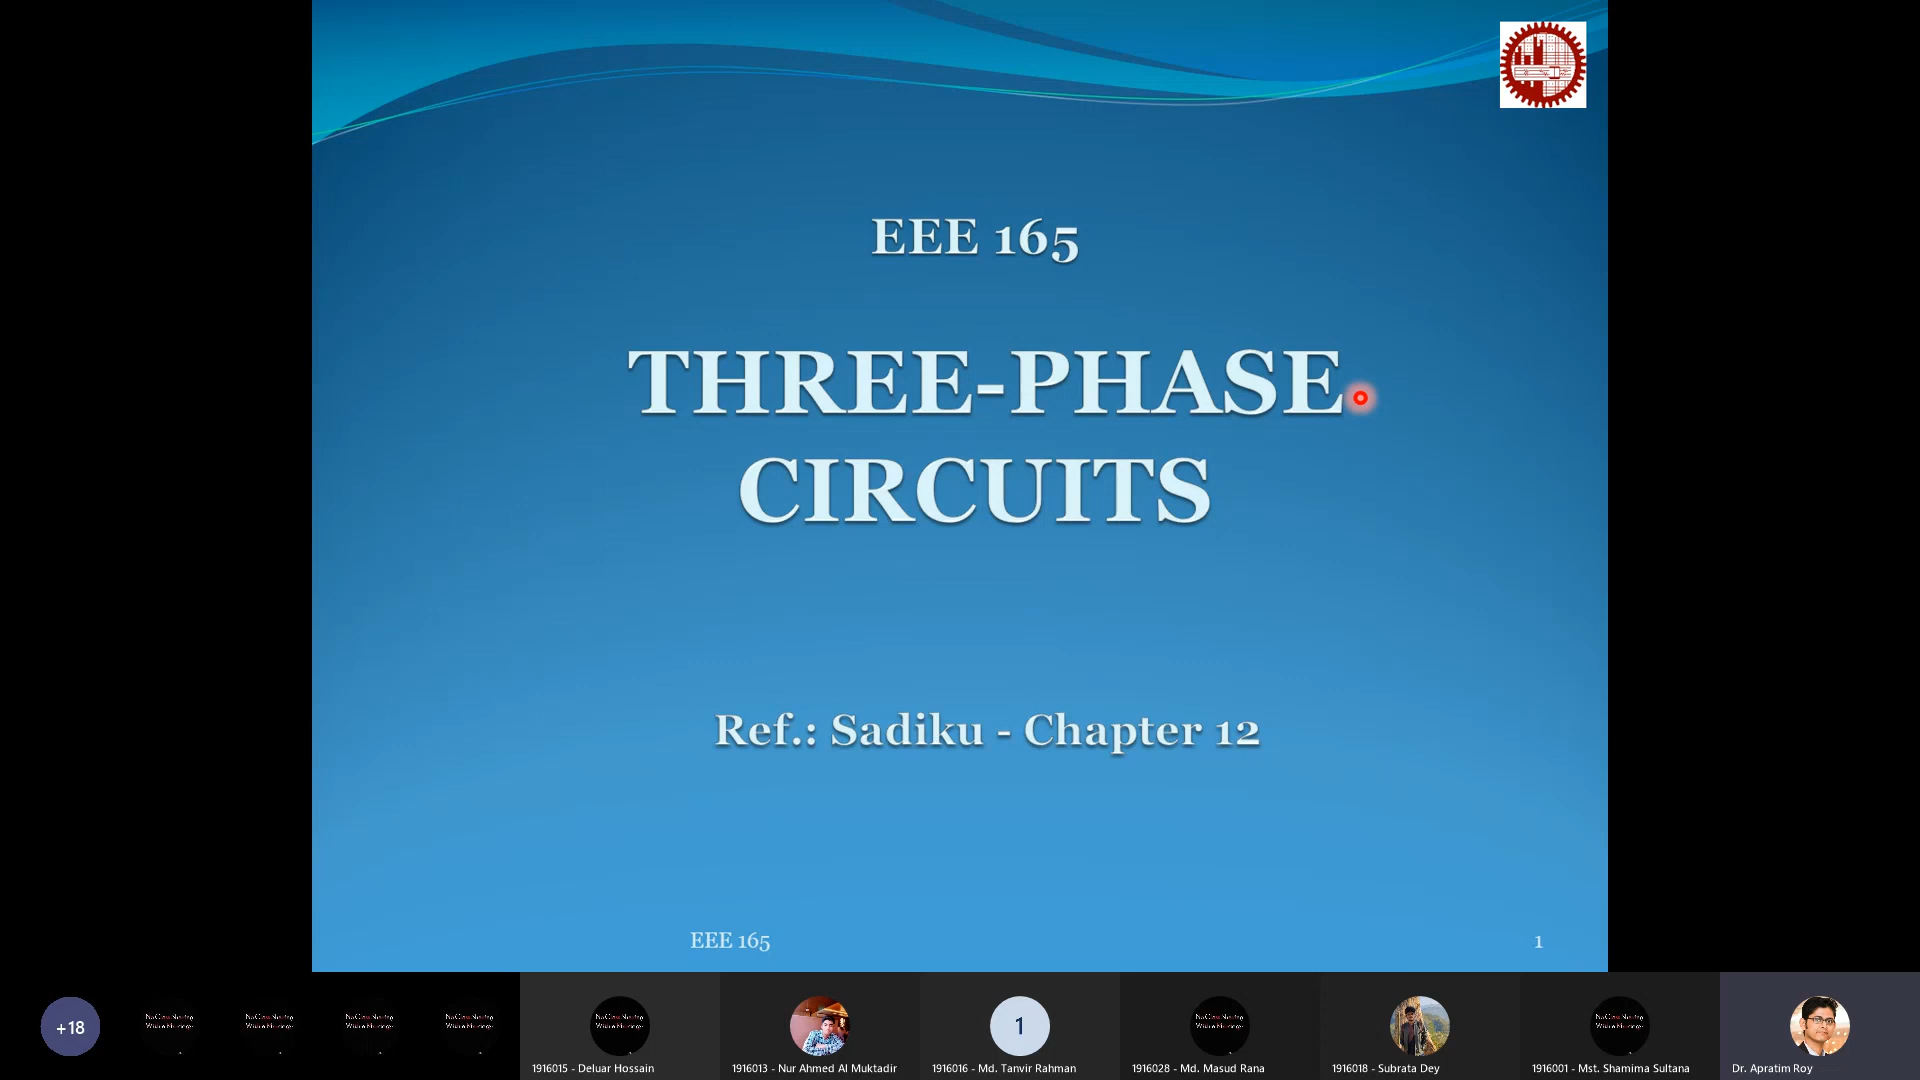 EEE 165
THREE-PHASE
CIRCUITS
Ref.: Sadiku - Chapter 12
EEE 165
1
+18
1
1916015 - Deluar Hossain
1916013 - Nur Ahmed Al Muktadir
1916016 - Md. Tanvir Rahman
1916028 - Md. Masud Rana
1916018 - Subrata Dey
1916001 - Mst. Shamima Sultana
Dr. Apratim Roy